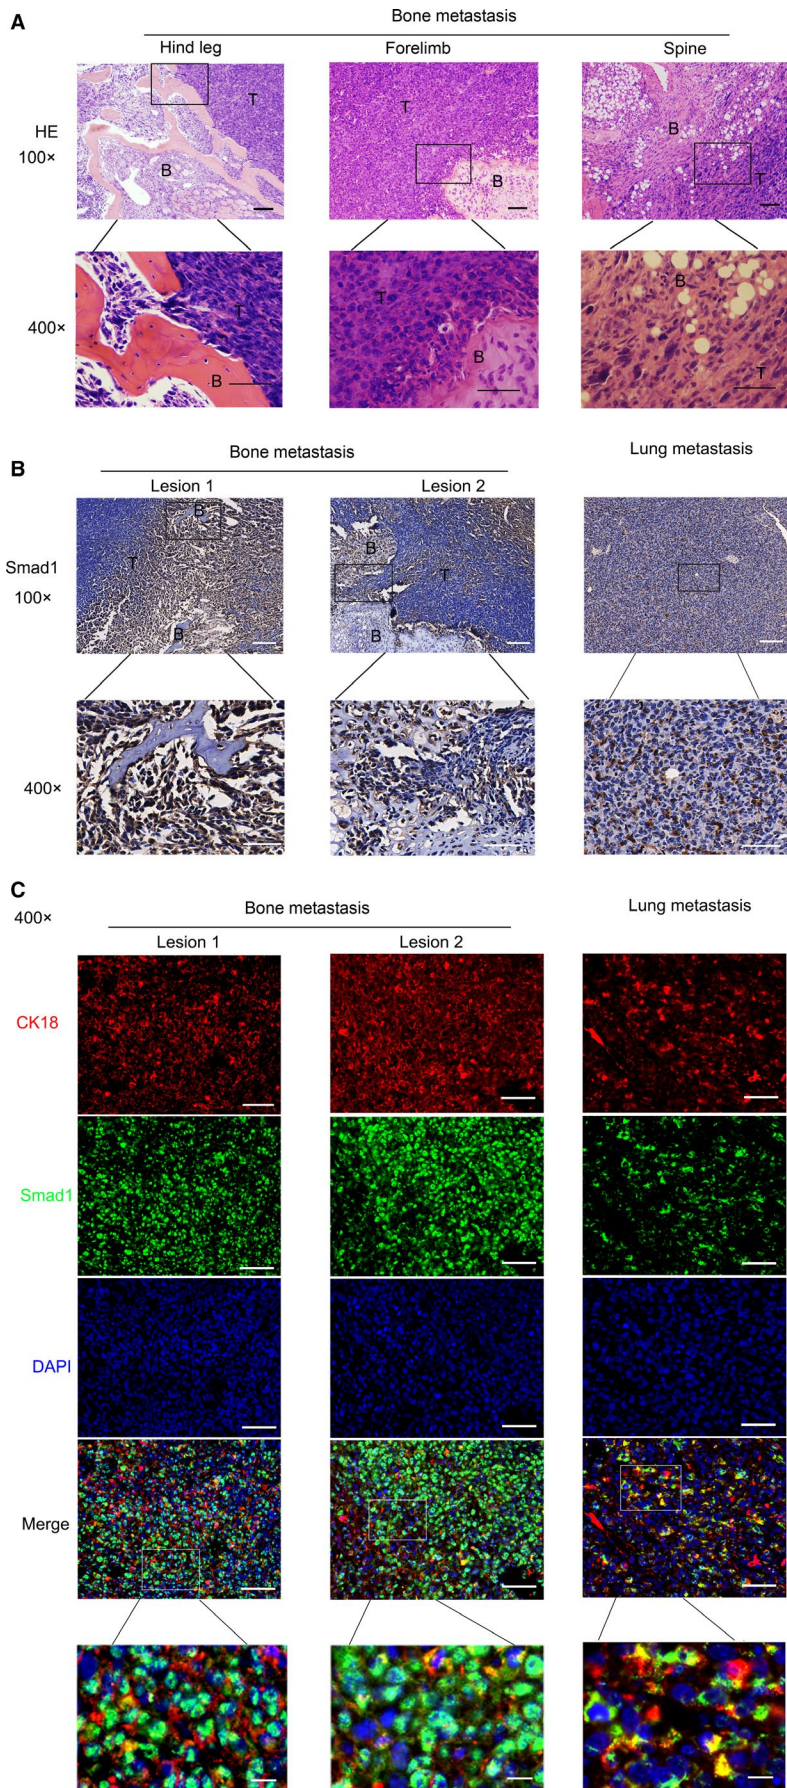 A
Bone metastasis
Hind leg Forelimb Spine
HE
100×
T
B
T
B
B
T
400×
T
B
T
B
B
T
B
Bone metastasis Lung metastasis
Lesion 1 Lesion 2
Smad1
100×
B
T
B
B
T
B
400×
C
400×
Bone metastasis Lung metastasis
Lesion 1 Lesion 2
CK18
Smad1
DAPI
Merge